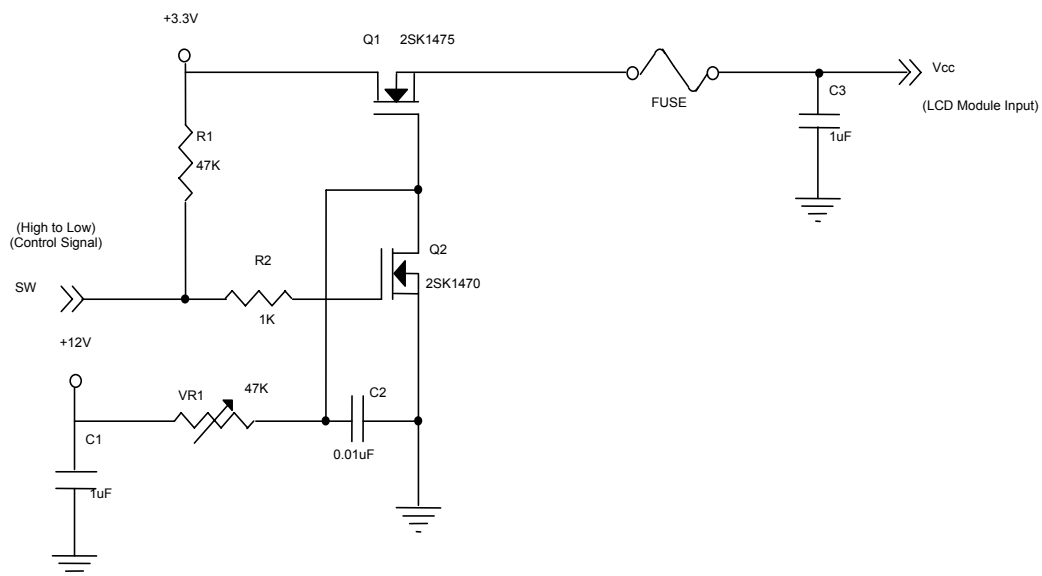 +3.3V
Q1 2SK1475
Vcc
FUSE
C3
(LCD Module Input)
1uF
R1
47K
(High to Low)
(Control Signal)
Q2
R2
SW
2SK1470
1K
+12V
VR1
47K
C2
C1
0.01uF
1uF